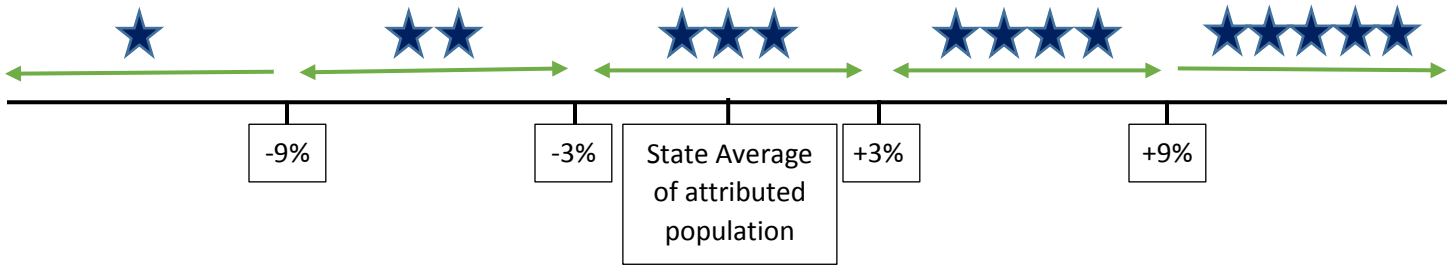 -9%
-3%
State Average
of attributed
population
+3%
+9%